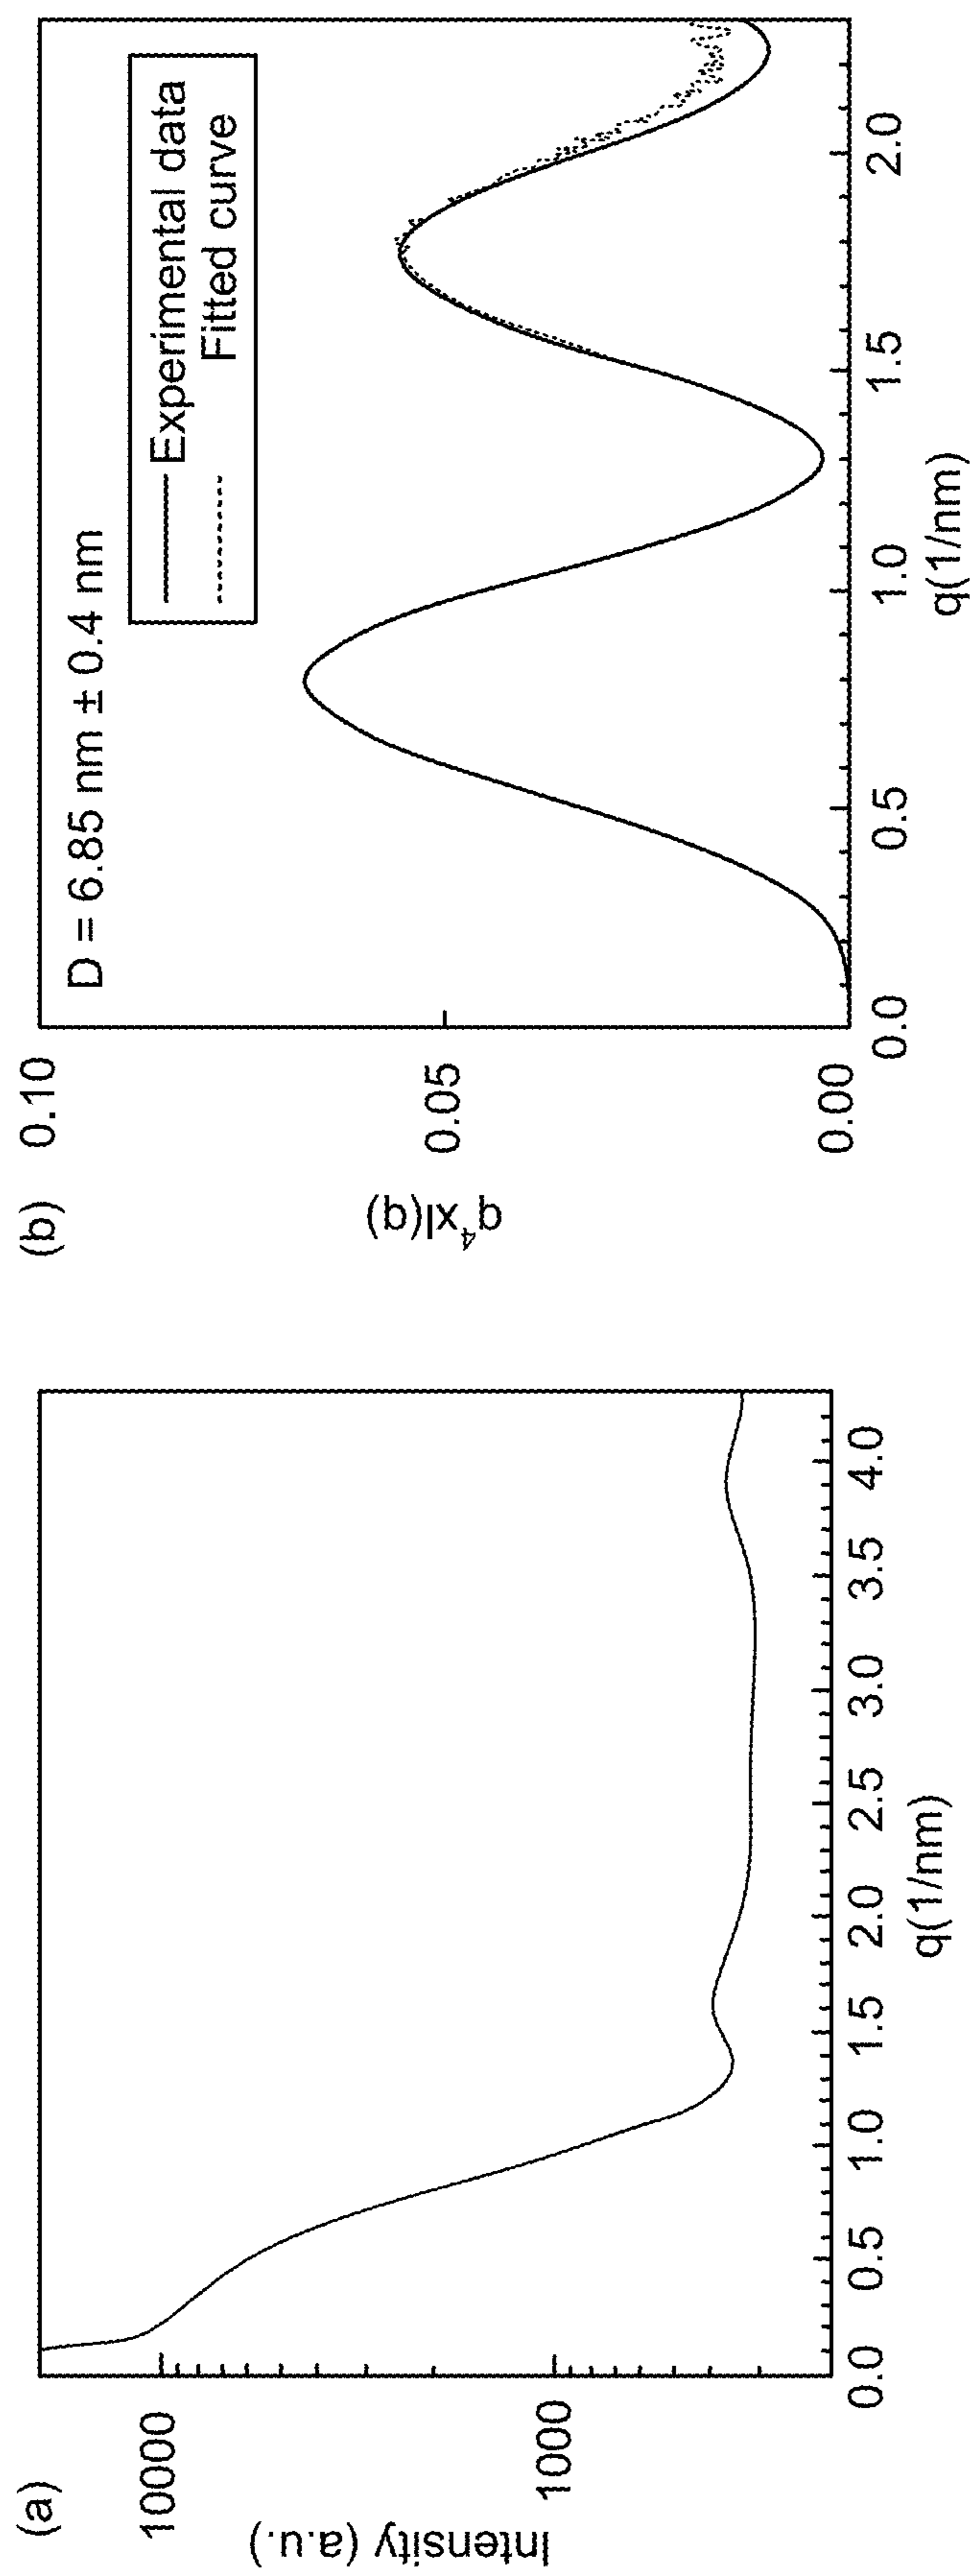 (a)
10000
1000
Intensity (a.u.)
0.0 0.5 1.0 1.5 2.0 2.5 3.0 3.5 4.0
q(1/nm)
(b)
0.10
0.05
0.00
q⁴xI(q)
D = 6.85 nm ± 0.4 nm
Experimental data
Fitted curve
0.0 0.5 1.0 1.5 2.0
q(1/nm)